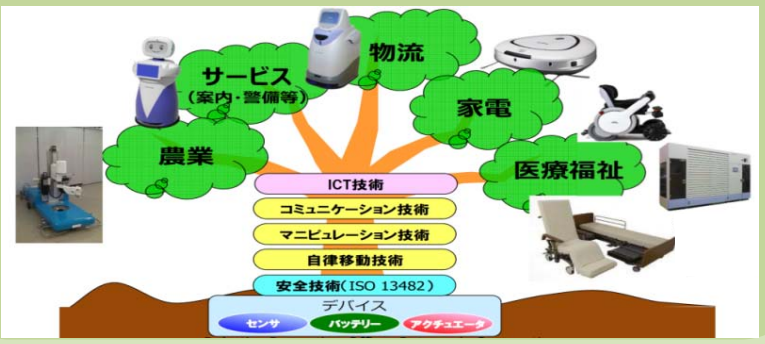 物流
サービス
(案内・警備等)
家電
農業
医療福祉
ICT技術
コミュニケーション技術
マニピュレーション技術
自律移動技術
安全技術(ISO 13482)
デバイス
センサ バッテリー アクチュエータ